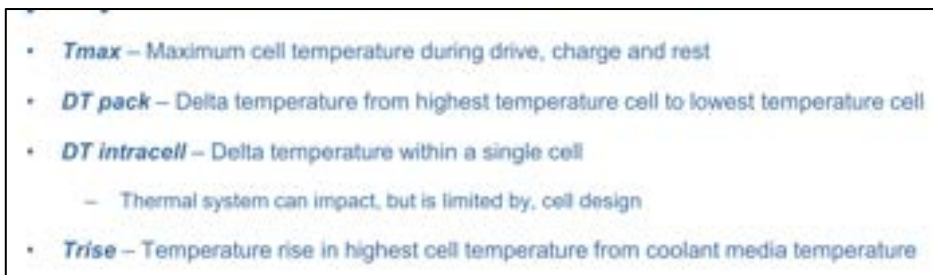 • Tmax – Maximum cell temperature during drive, charge and rest
• DT pack – Delta temperature from highest temperature cell to lowest temperature cell
• DT intracell – Delta temperature within a single cell
– Thermal system can impact, but is limited by, cell design
• Trise – Temperature rise in highest cell temperature from coolant media temperature